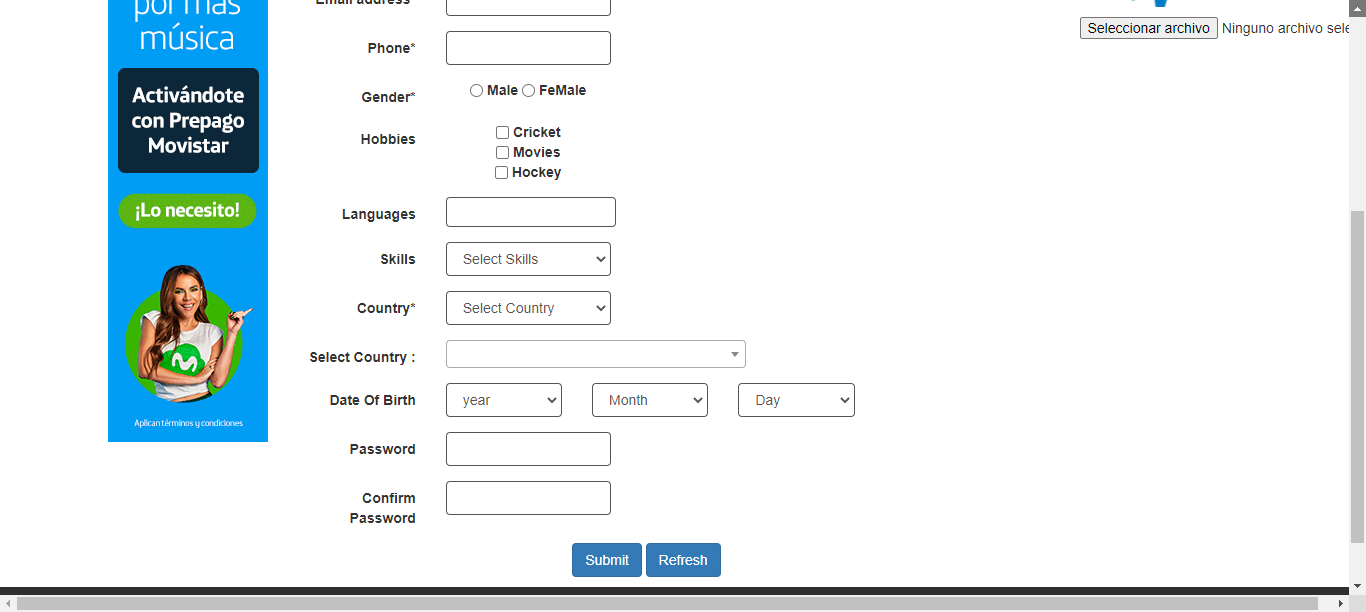 por más
música
Activándote
con Prepago
Movistar
¡Lo necesito!
Aplican términos y condiciones
Email address*
Phone*
Gender*
Male
FeMale
Hobbies
Cricket
Movies
Hockey
Languages
Skills
Select Skills
Country*
Select Country
Select Country :
Date Of Birth
year
Month
Day
Password
Confirm
Password
Submit
Refresh
Seleccionar archivo
Ninguno archivo sele